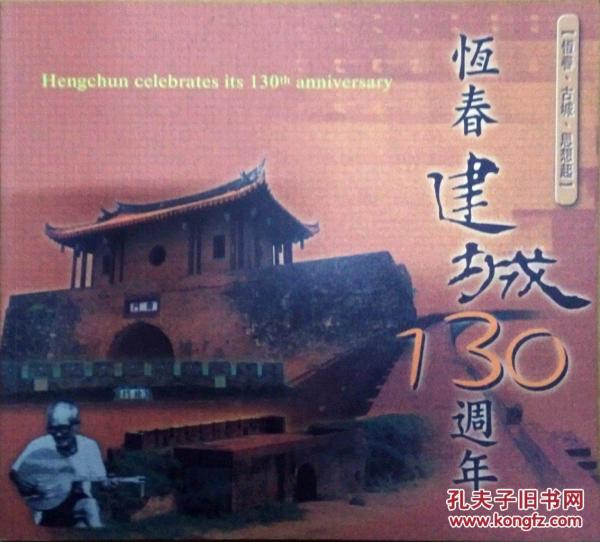 Hengchun celebrates its 130th anniversary
【恆春、古城、思想起】
恆春
建城
130
週年
孔夫子旧书网
www.kongfz.com